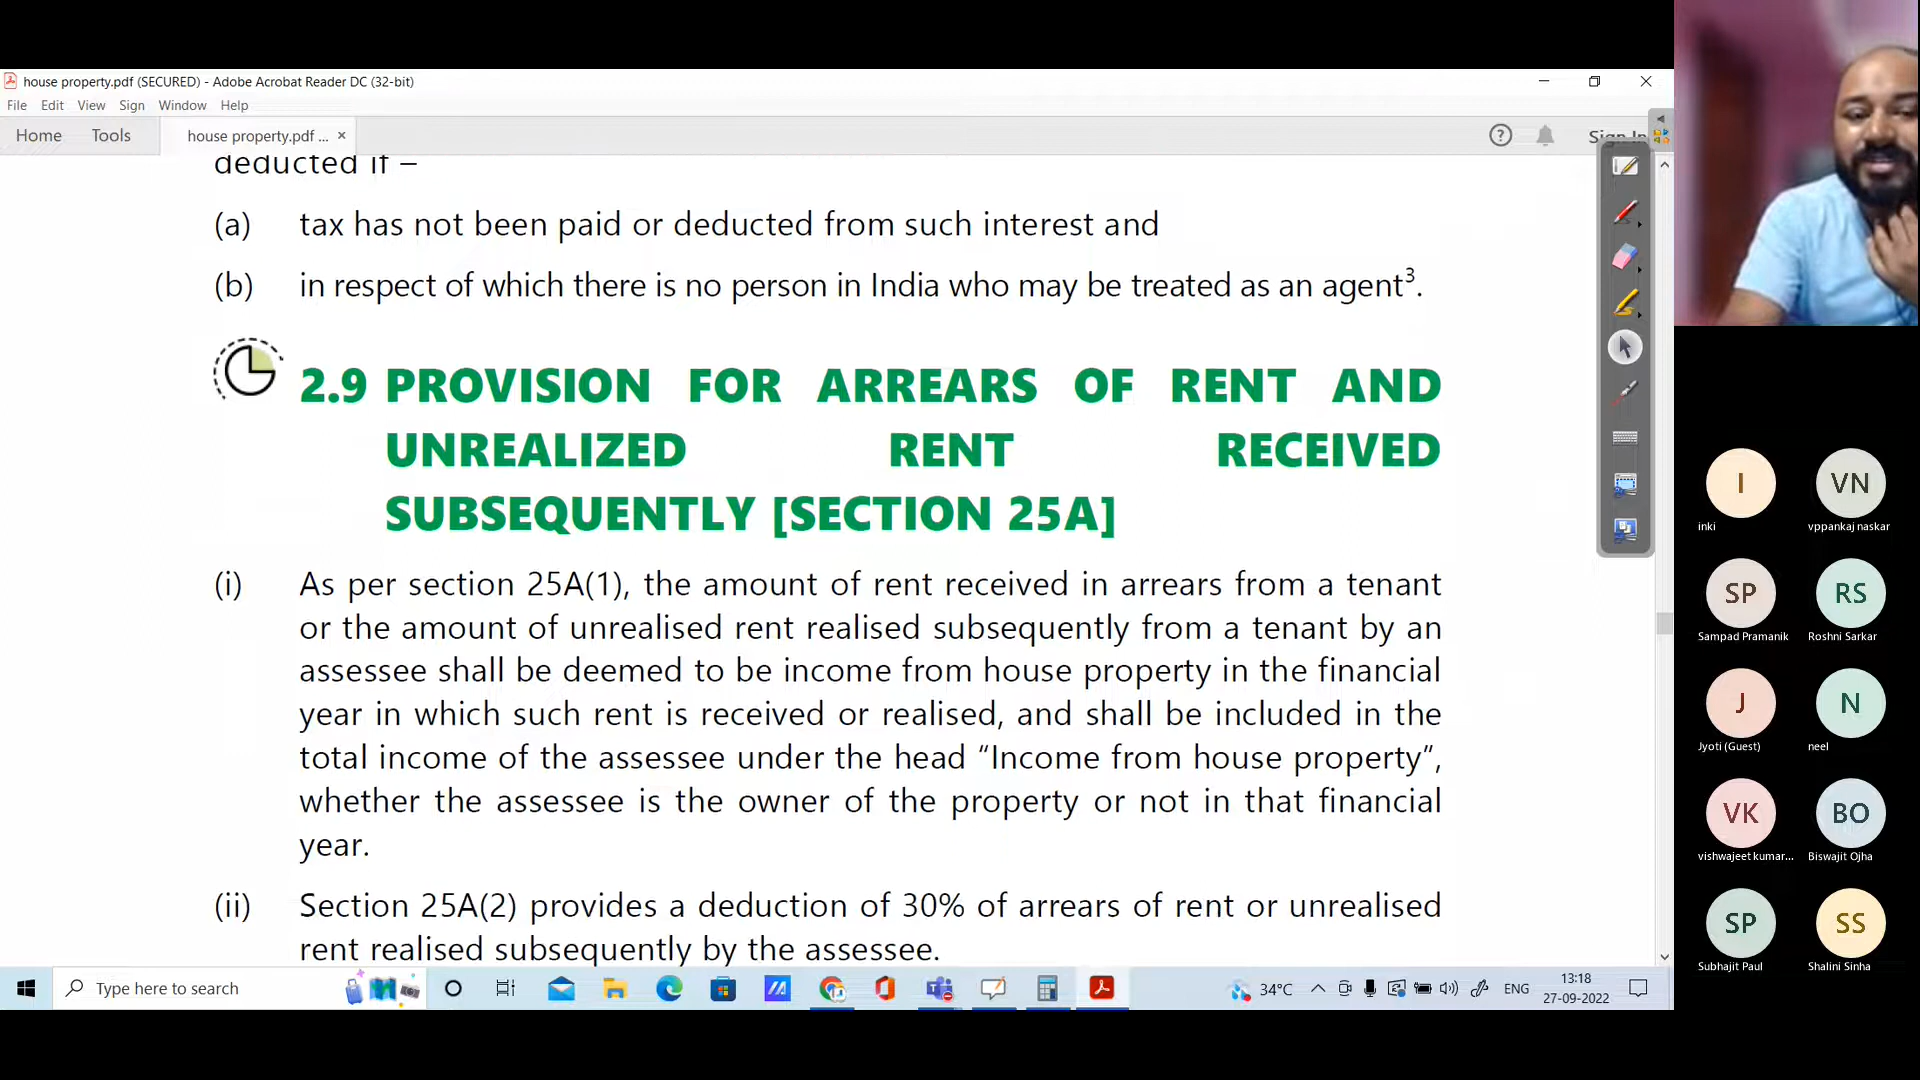 house property.pdf (SECURED) - Adobe Acrobat Reader DC (32-bit)
File Edit View Sign Window Help
Home Tools house property.pdf ... × Sign In
deducted if –
(a) tax has not been paid or deducted from such interest and
(b) in respect of which there is no person in India who may be treated as an agent³.
2.9 PROVISION FOR ARREARS OF RENT AND
UNREALIZED RENT RECEIVED
SUBSEQUENTLY [SECTION 25A]
(i) As per section 25A(1), the amount of rent received in arrears from a tenant
or the amount of unrealised rent realised subsequently from a tenant by an
assessee shall be deemed to be income from house property in the financial
year in which such rent is received or realised, and shall be included in the
total income of the assessee under the head “Income from house property”,
whether the assessee is the owner of the property or not in that financial
year.
(ii) Section 25A(2) provides a deduction of 30% of arrears of rent or unrealised
rent realised subsequently by the assessee.
Type here to search
34°C ENG
13:18
27-09-2022
I VN
inki vppankaj naskar
SP RS
Sampad Pramanik Roshni Sarkar
J N
Jyoti (Guest) neel
VK BO
vishwajeet kumar... Biswajit Ojha
SP SS
Subhajit Paul Shalini Sinha